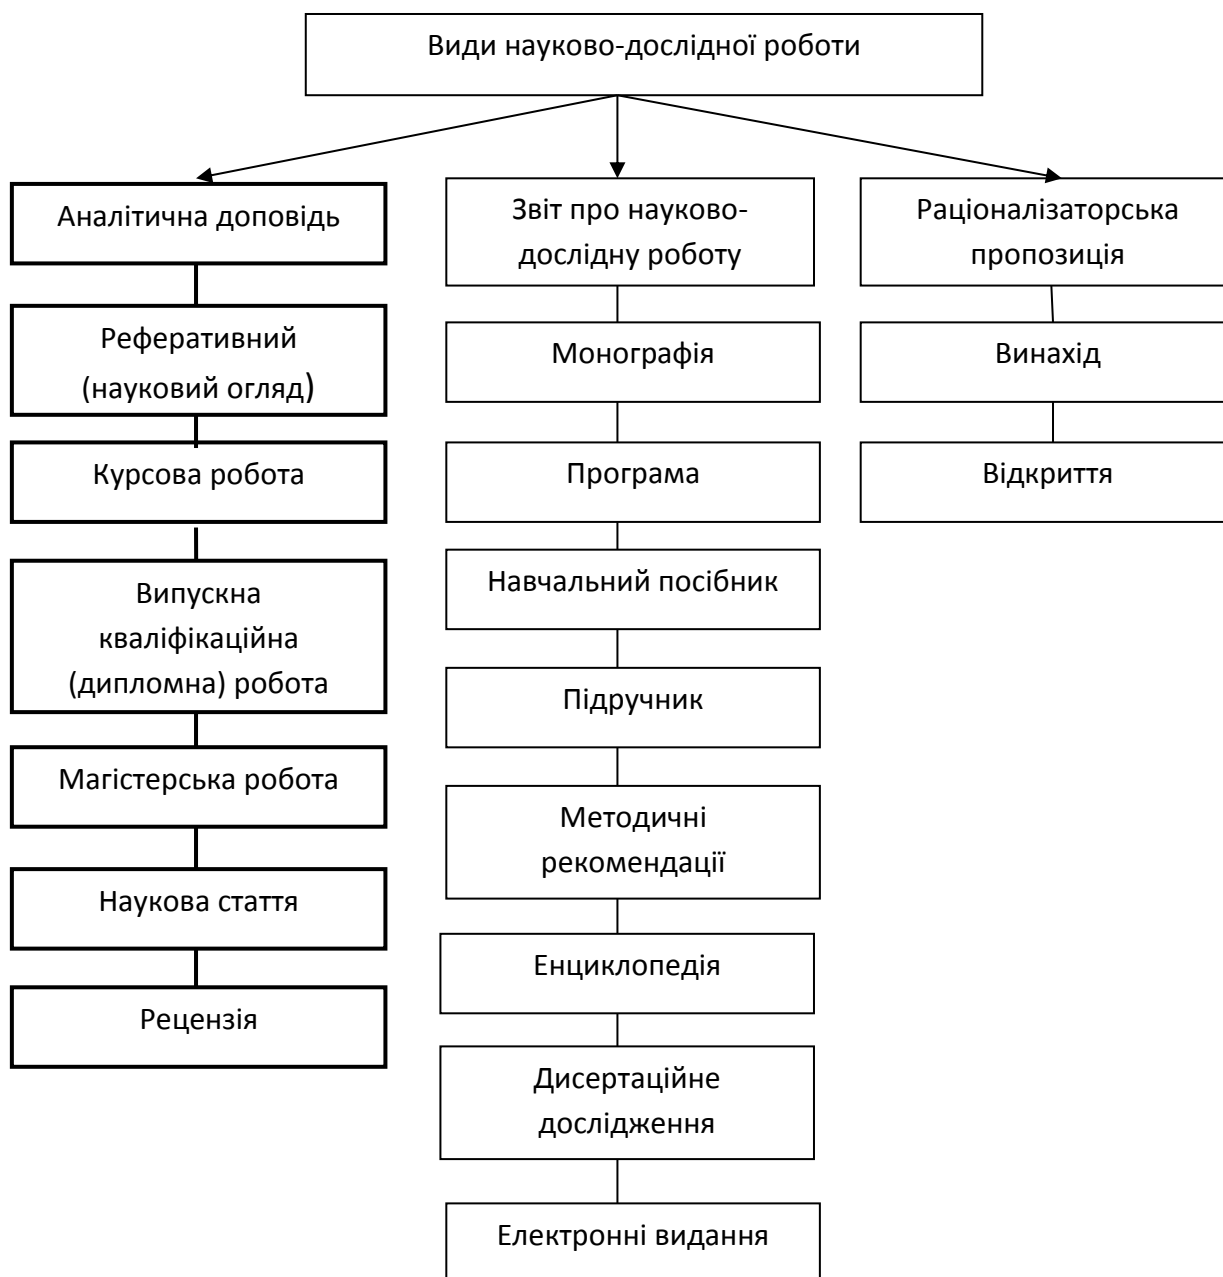 Види науково-дослідної роботи
Аналітична доповідь
Реферативний
(науковий огляд)
Курсова робота
Випускна
кваліфікаційна
(дипломна) робота
Магістерська робота
Наукова стаття
Рецензія
Звіт про науково-
дослідну роботу
Монографія
Програма
Навчальний посібник
Підручник
Методичні
рекомендації
Енциклопедія
Дисертаційне
дослідження
Електронні видання
Раціоналізаторська
пропозиція
Винахід
Відкриття